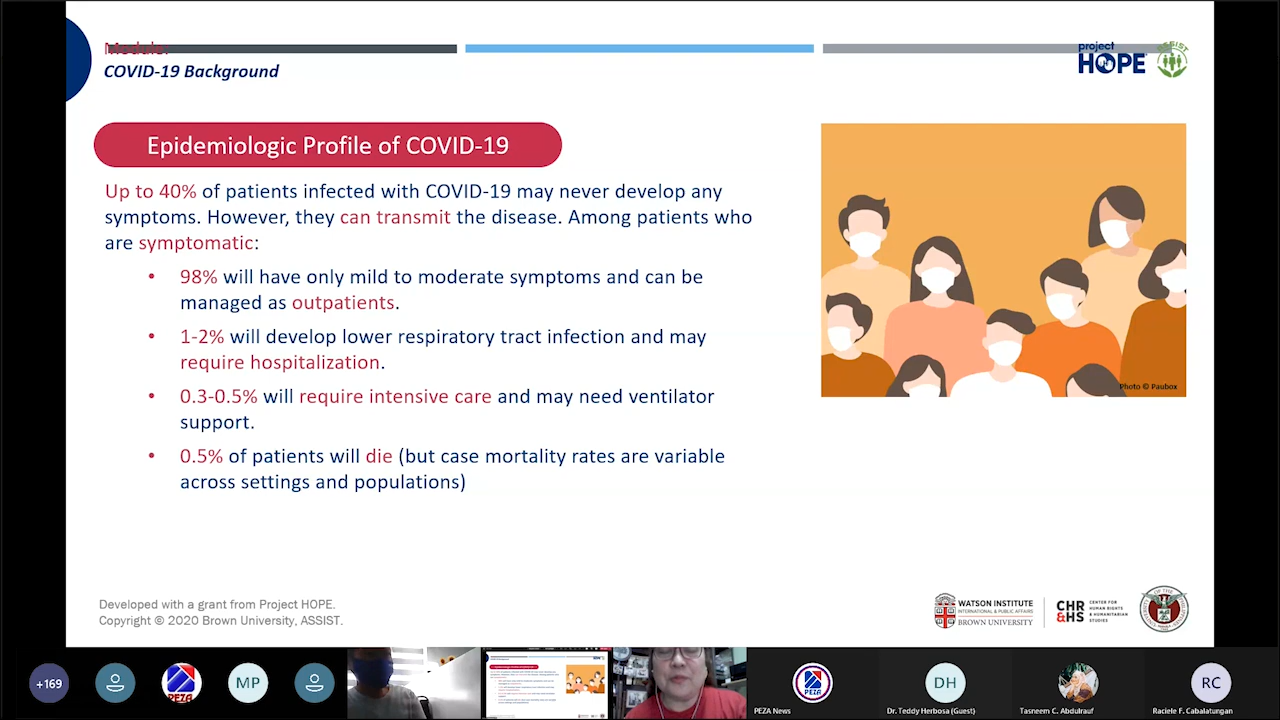 Module:
COVID-19 Background
project
HOPE
ASSIST
Epidemiologic Profile of COVID-19
Up to 40% of patients infected with COVID-19 may never develop any
symptoms. However, they can transmit the disease. Among patients who
are symptomatic:
• 98% will have only mild to moderate symptoms and can be
managed as outpatients.
• 1-2% will develop lower respiratory tract infection and may
require hospitalization.
• 0.3-0.5% will require intensive care and may need ventilator
support.
• 0.5% of patients will die (but case mortality rates are variable
across settings and populations)
Photo © Paubox
Developed with a grant from Project HOPE.
Copyright © 2020 Brown University, ASSIST.
WATSON INSTITUTE
INTERNATIONAL & PUBLIC AFFAIRS
BROWN UNIVERSITY
CHR
&HS
CENTER FOR
HUMAN RIGHTS
& HUMANITARIAN
STUDIES
+169
PEZA
MP
PEZA
DH
RC
PEZA News
Dr. Teddy Herbosa (Guest)
Tasneem C. Abdulrauf
Raciele F. Cabalatungan